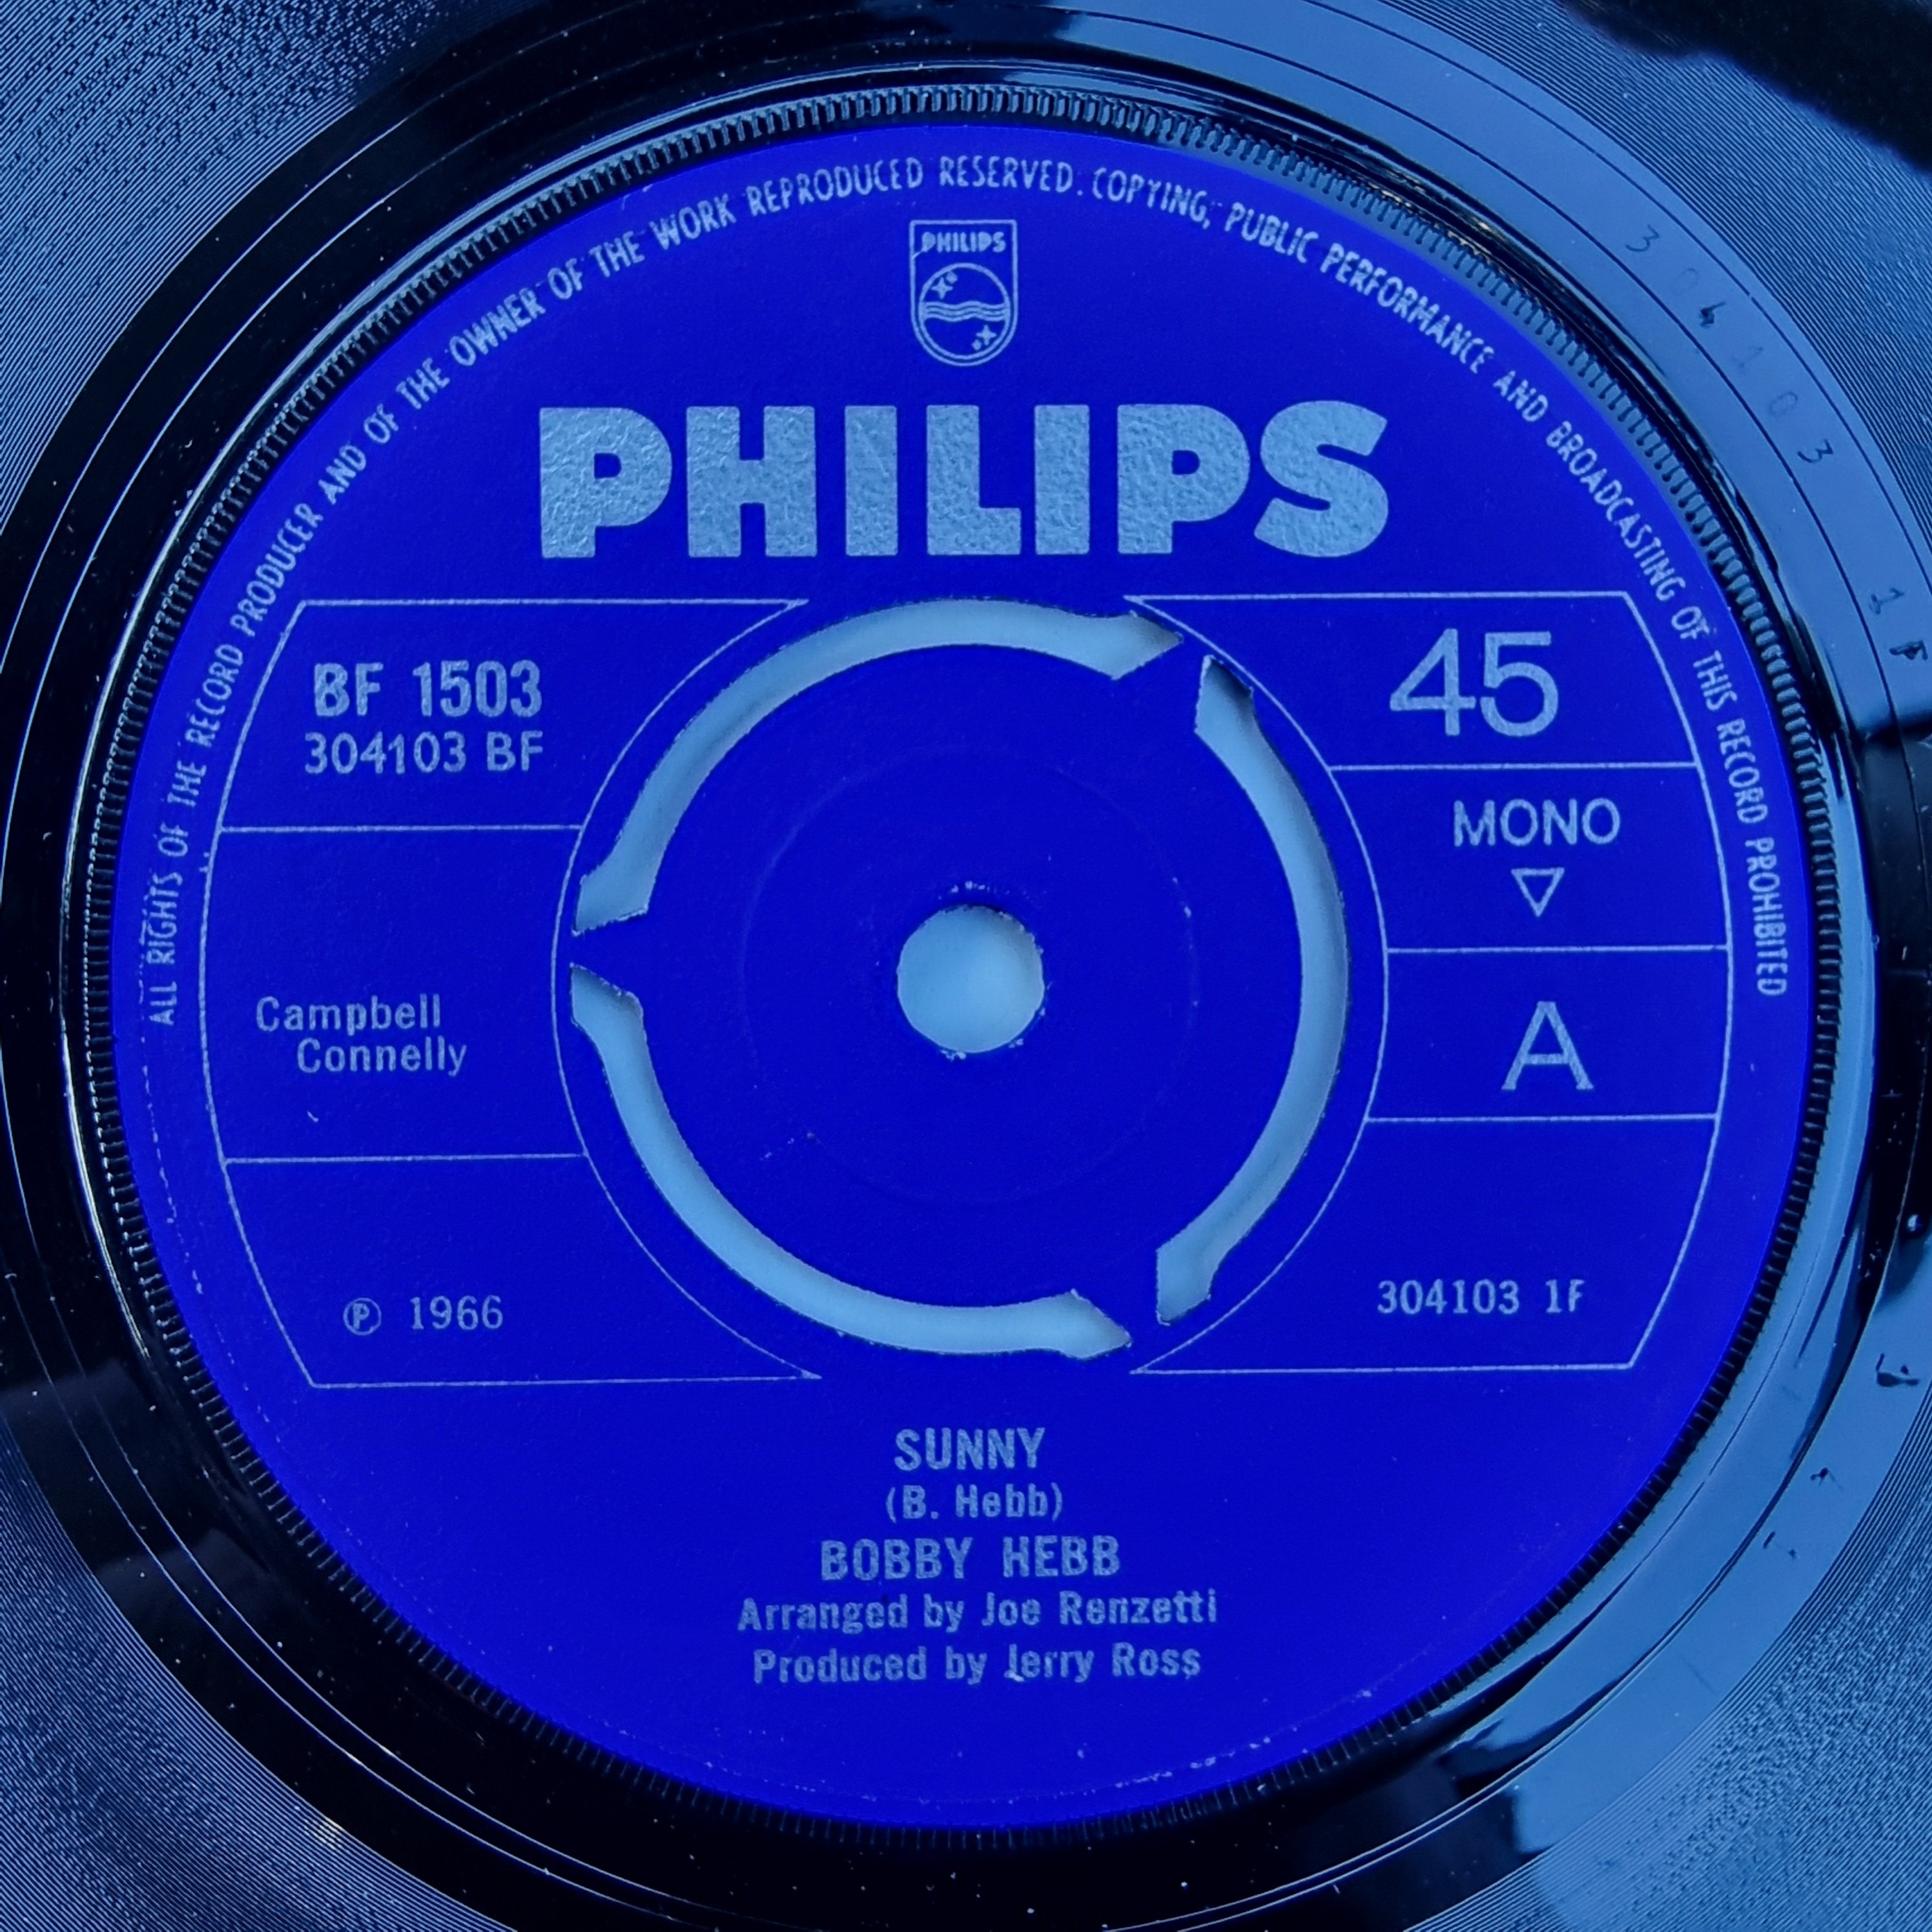 ALL RIGHTS OF THE RECORD PRODUCER AND OF THE OWNER OF THE WORK REPRODUCED RESERVED. COPYING, PUBLIC PERFORMANCE AND BROADCASTING OF THIS RECORD PROHIBITED
PHILIPS
PHILIPS
BF 1503
304103 BF
45
MONO
Campbell
Connelly
A
Ⓟ 1966
304103 1F
SUNNY
(B. Hebb)
BOBBY HEBB
Arranged by Joe Renzetti
Produced by Jerry Ross
304103 1F